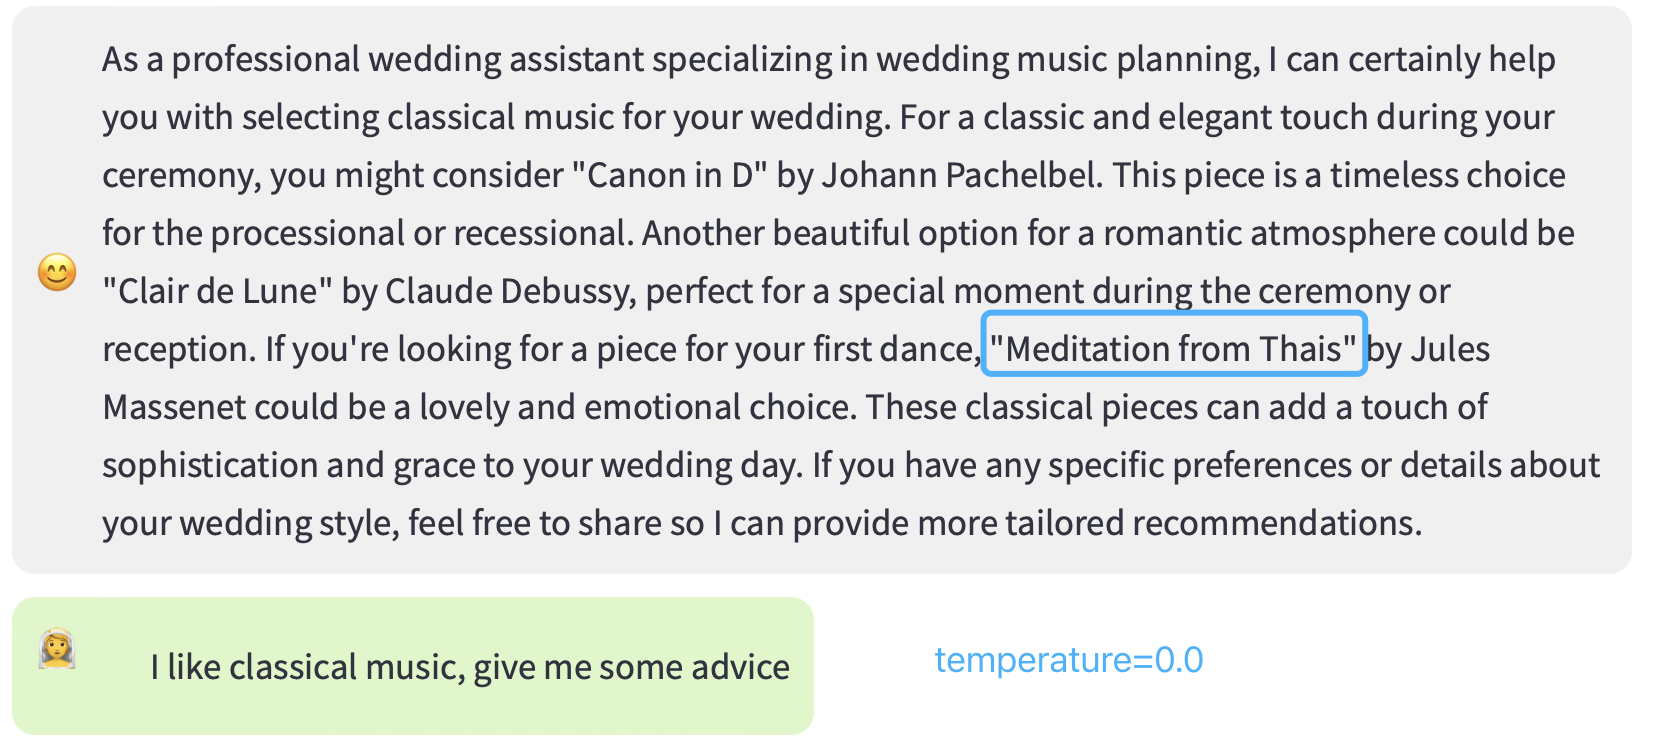 As a professional wedding assistant specializing in wedding music planning, I can certainly help
you with selecting classical music for your wedding. For a classic and elegant touch during your
ceremony, you might consider "Canon in D" by Johann Pachelbel. This piece is a timeless choice
for the processional or recessional. Another beautiful option for a romantic atmosphere could be
"Clair de Lune" by Claude Debussy, perfect for a special moment during the ceremony or
reception. If you're looking for a piece for your first dance, "Meditation from Thais" by Jules
Massenet could be a lovely and emotional choice. These classical pieces can add a touch of
sophistication and grace to your wedding day. If you have any specific preferences or details about
your wedding style, feel free to share so I can provide more tailored recommendations.
I like classical music, give me some advice
temperature=0.0